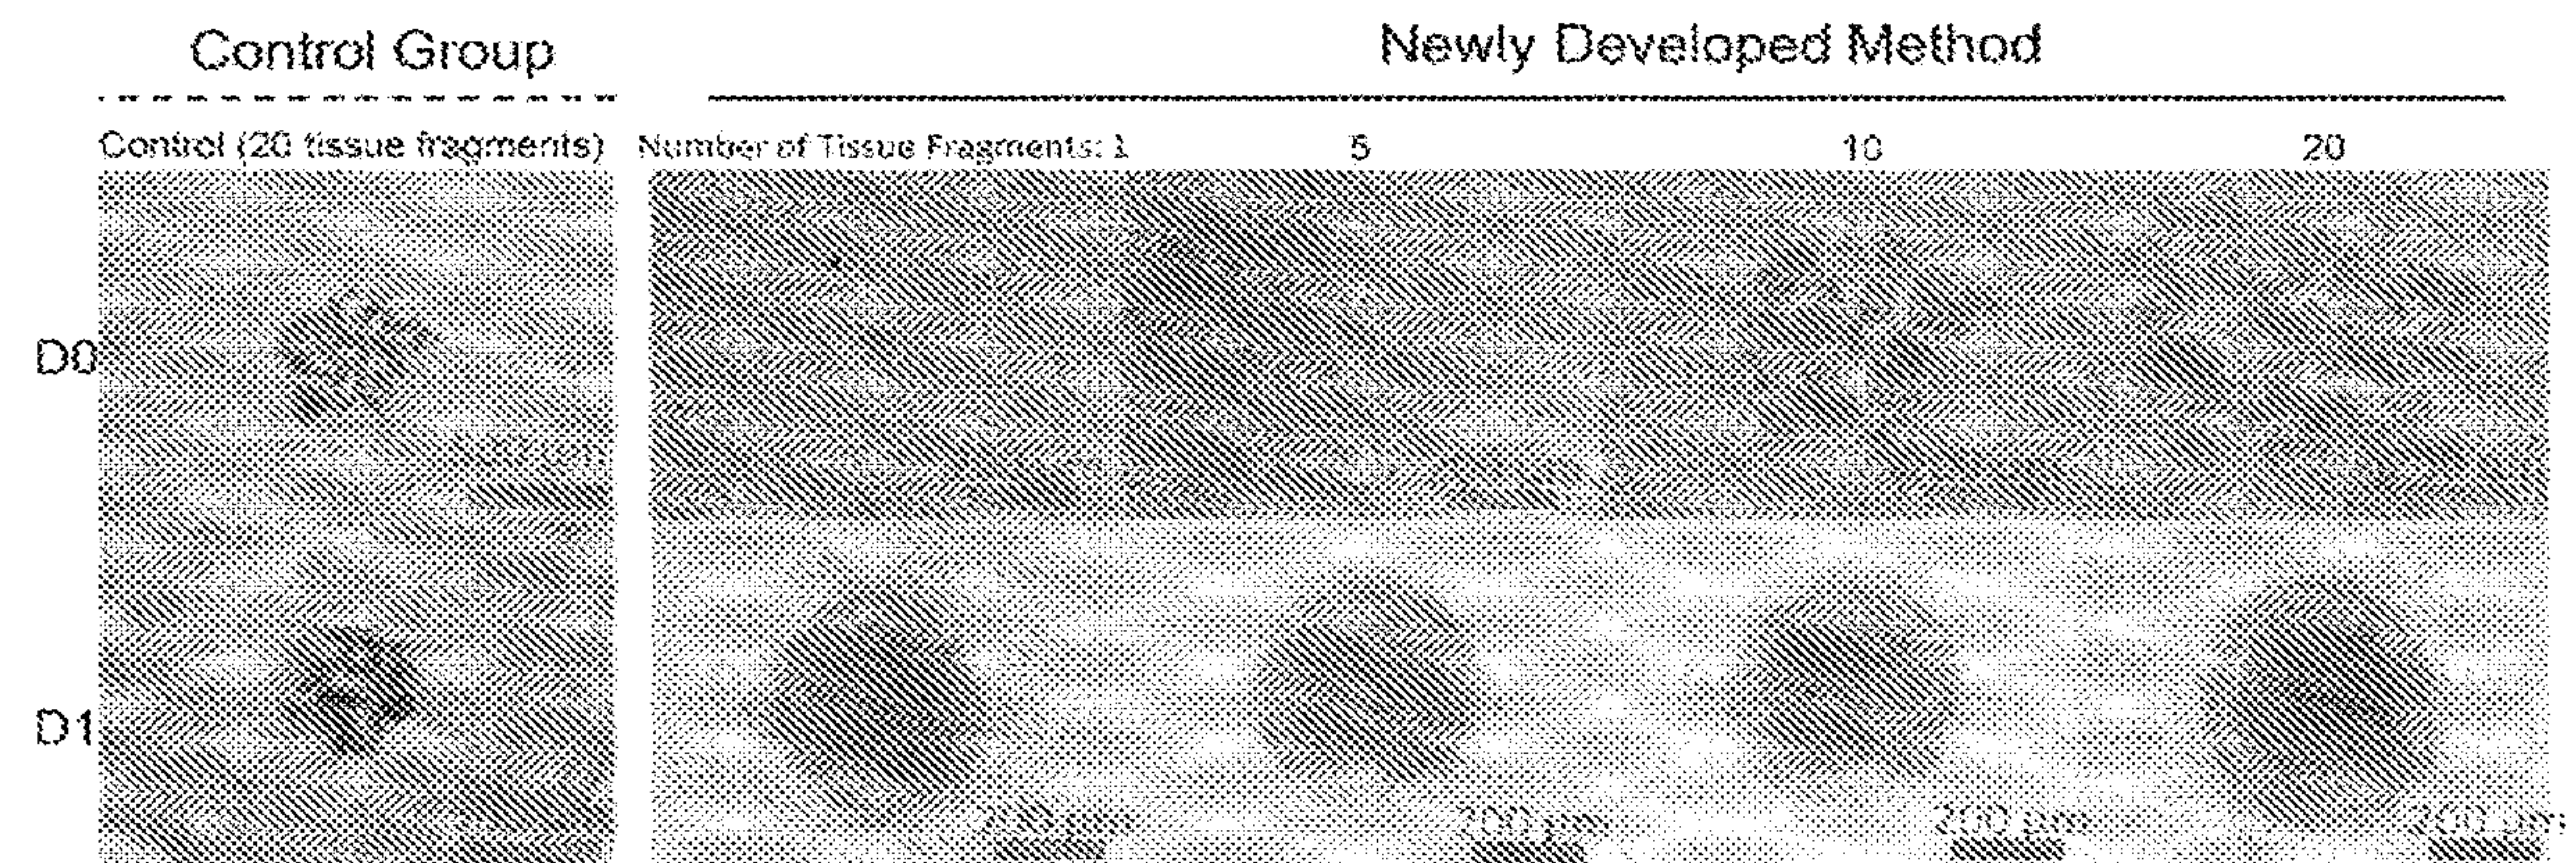 Control Group
Newly Developed Method
Control (20 tissue fragments)
Number of Tissue Fragments: 1
5
10
20
D0
D1
200 µm
200 µm
200 µm